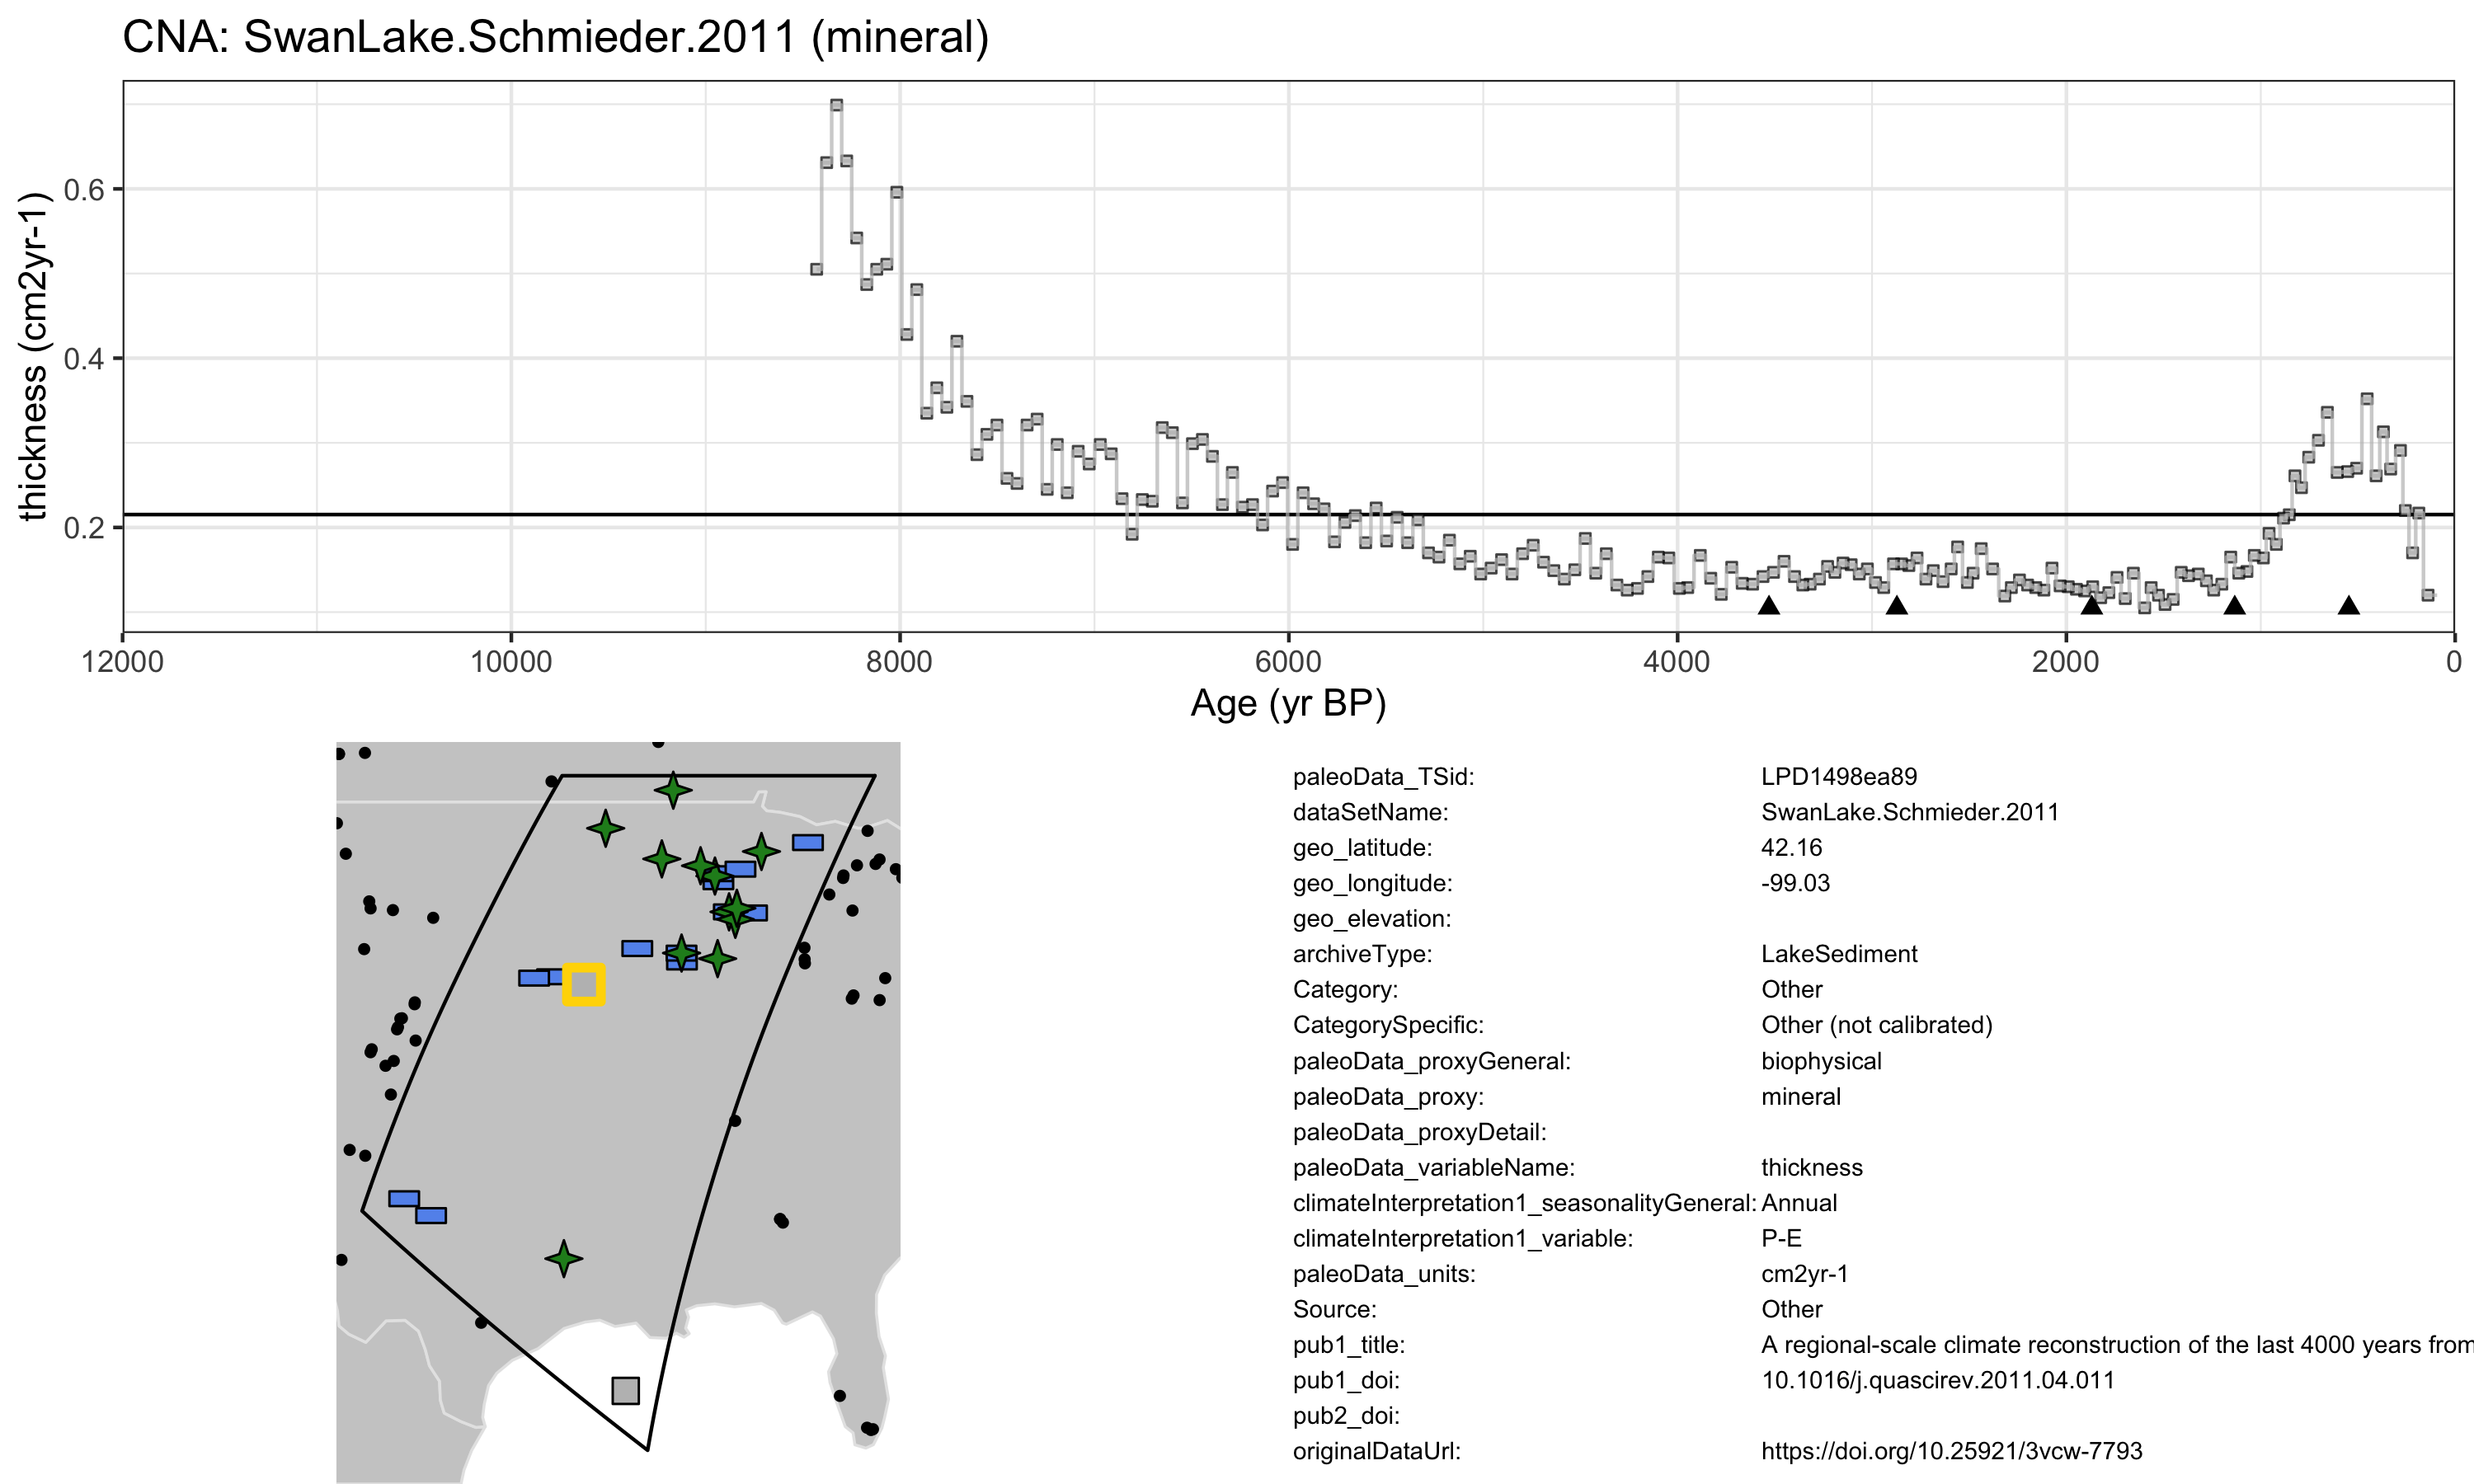 CNA: SwanLake.Schmieder.2011 (mineral)
thickness (cm2yr-1)
0.6
0.4
0.2
12000 10000 8000 6000 4000 2000 0
Age (yr BP)
paleoData_TSid: LPD1498ea89
dataSetName: SwanLake.Schmieder.2011
geo_latitude: 42.16
geo_longitude: -99.03
geo_elevation:
archiveType: LakeSediment
Category: Other
CategorySpecific: Other (not calibrated)
paleoData_proxyGeneral: biophysical
paleoData_proxy: mineral
paleoData_proxyDetail:
paleoData_variableName: thickness
climateInterpretation1_seasonalityGeneral: Annual
climateInterpretation1_variable: P-E
paleoData_units: cm2yr-1
Source: Other
pub1_title: A regional-scale climate reconstruction of the last 4000 years from
pub1_doi: 10.1016/j.quascirev.2011.04.011
pub2_doi:
originalDataUrl: https://doi.org/10.25921/3vcw-7793